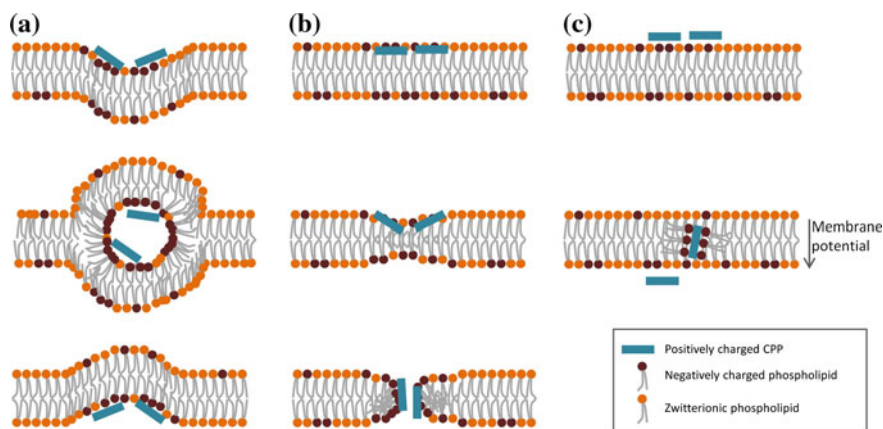 (a)
(b)
(c)
Membrane
potential
Positively charged CPP
Negatively charged phospholipid
Zwitterionic phospholipid